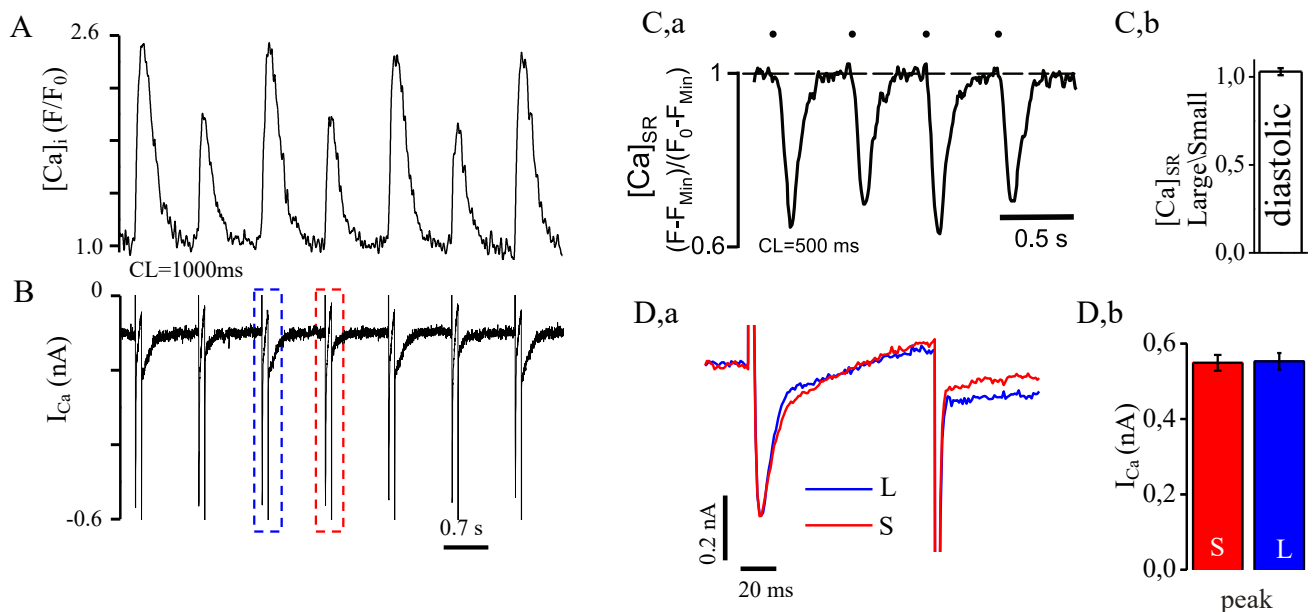 A
2.6
[Ca]i (F/F0)
1.0
CL=1000ms
B
0
ICa (nA)
-0.6
0.7 s
C,a
1
[Ca]SR
(F-FMin)/(F0-FMin)
0.6
CL=500 ms
0.5 s
C,b
[Ca]SR
Large\Small
1,0
0,5
0,0
diastolic
D,a
L
S
0.2 nA
20 ms
D,b
ICa (nA)
0,6
0,4
0,2
0,0
S
L
peak